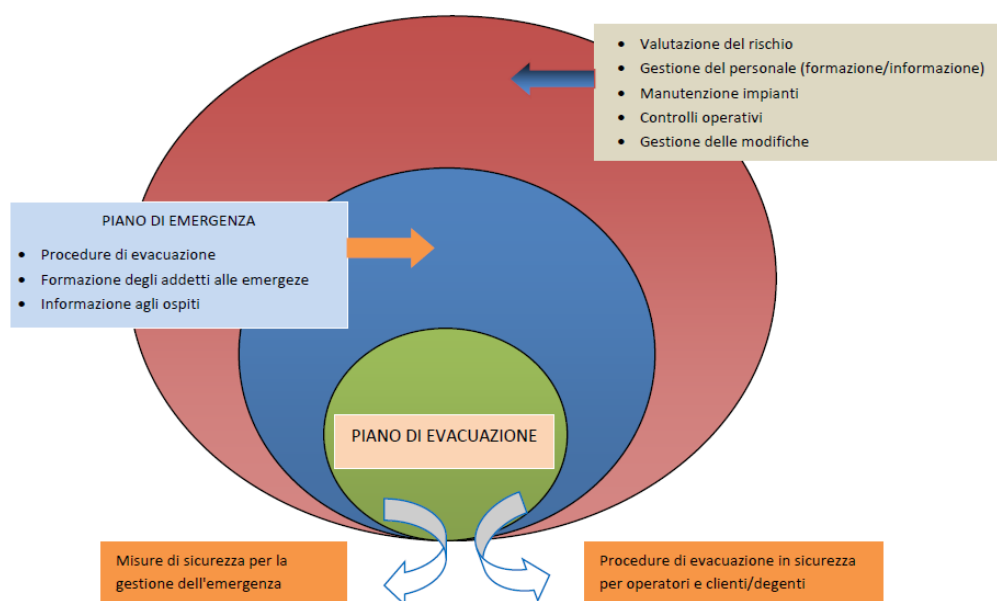 • Valutazione del rischio
• Gestione del personale (formazione/informazione)
• Manutenzione impianti
• Controlli operativi
• Gestione delle modifiche
PIANO DI EMERGENZA
• Procedure di evacuazione
• Formazione degli addetti alle emergeze
• Informazione agli ospiti
PIANO DI EVACUAZIONE
Misure di sicurezza per la
gestione dell'emergenza
Procedure di evacuazione in sicurezza
per operatori e clienti/degenti